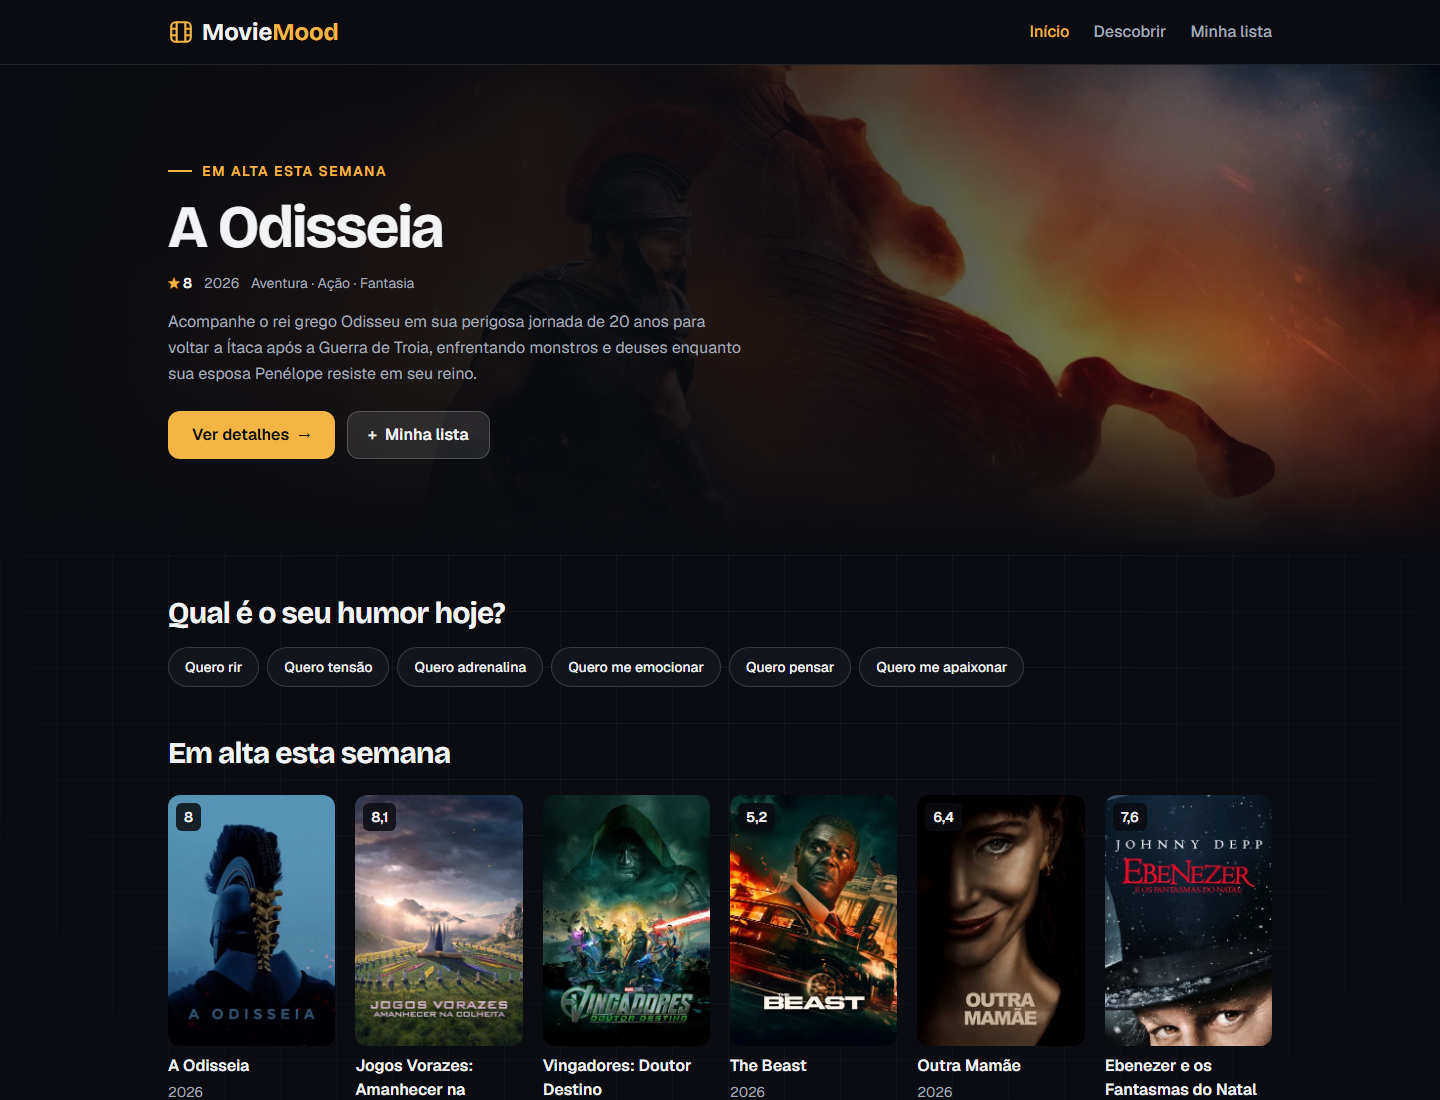 MovieMood
Início
Descobrir
Minha lista
EM ALTA ESTA SEMANA
A Odisseia
★ 8 2026 Aventura · Ação · Fantasia
Acompanhe o rei grego Odisseu em sua perigosa jornada de 20 anos para
voltar a Ítaca após a Guerra de Troia, enfrentando monstros e deuses enquanto
sua esposa Penélope resiste em seu reino.
Ver detalhes →
+ Minha lista
Qual é o seu humor hoje?
Quero rir
Quero tensão
Quero adrenalina
Quero me emocionar
Quero pensar
Quero me apaixonar
Em alta esta semana
8
A ODISSEIA
A Odisseia
2026
8,1
JOGOS VORAZES
AMANHECER NA COLHEITA
Jogos Vorazes:
Amanhecer na
VINGADORES
DOUTOR DESTINO
Vingadores: Doutor
Destino
5,2
THE
BEAST
The Beast
2026
6,4
OUTRA
MAMÃE
Outra Mamãe
2026
7,6
JOHNNY DEPP
EBENEZER
E OS FANTASMAS DO NATAL
Ebenezer e os
Fantasmas do Natal